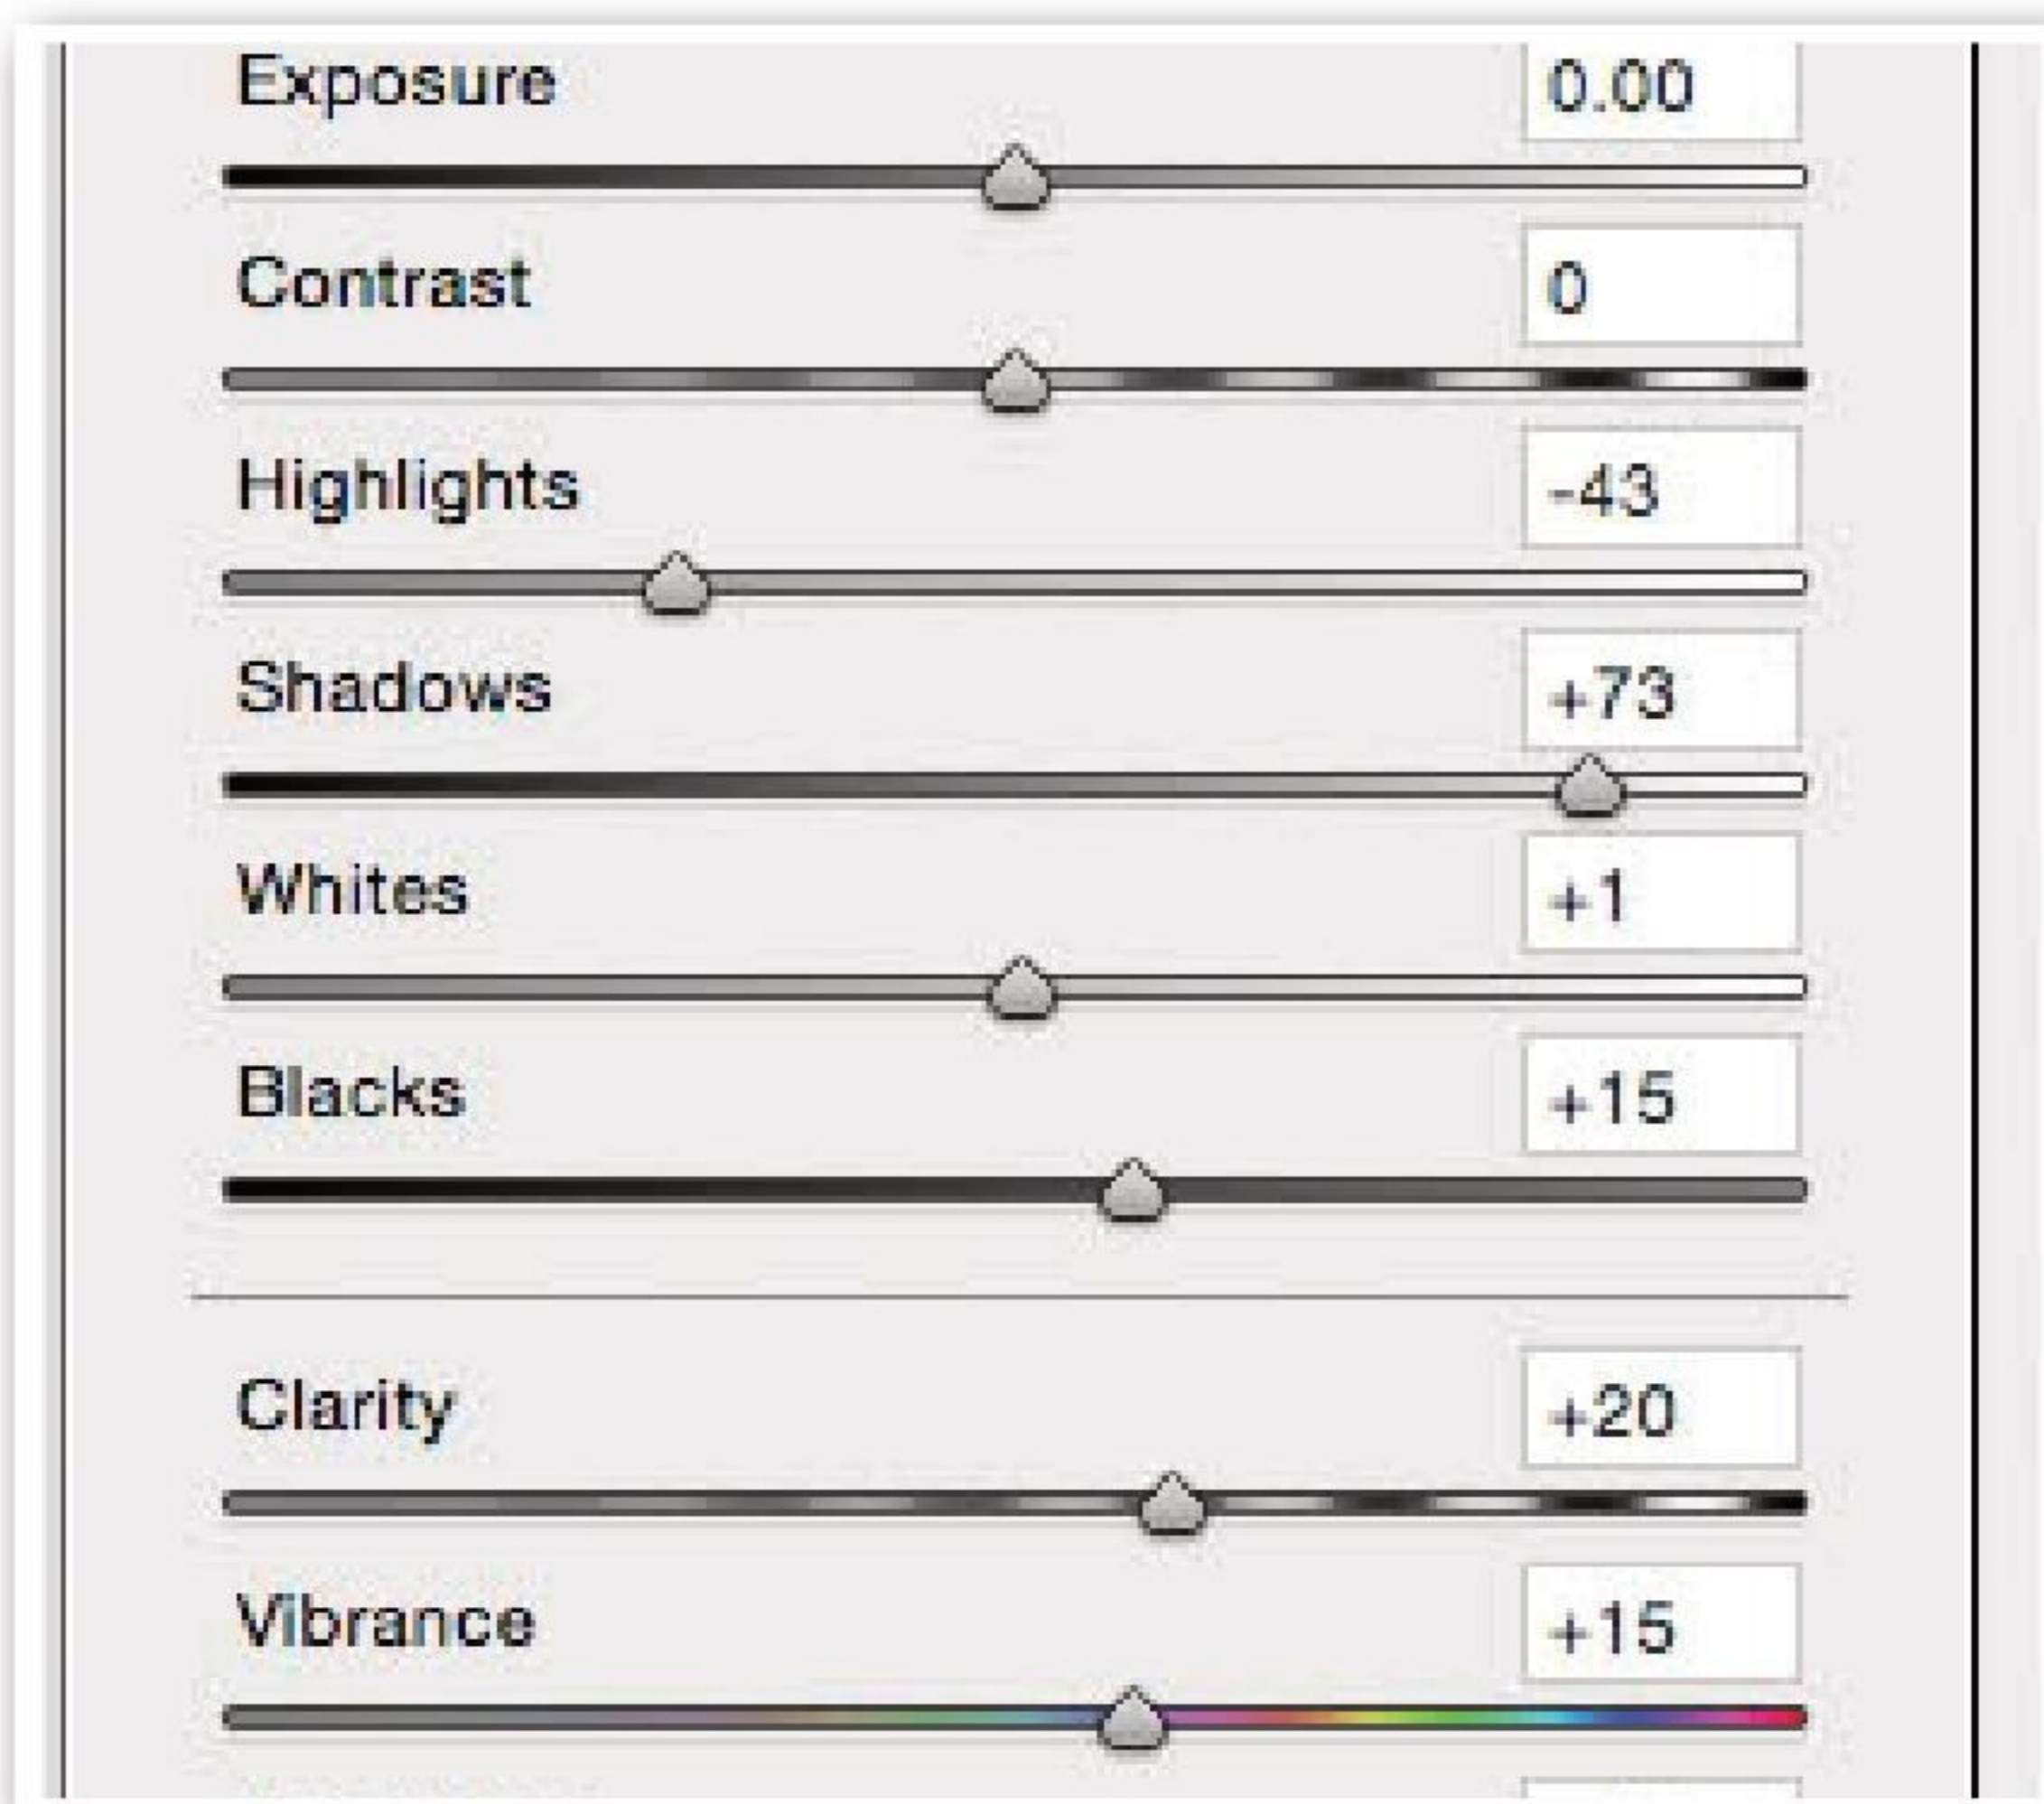 Exposure 0.00
Contrast 0
Highlights -43
Shadows +73
Whites +1
Blacks +15
Clarity +20
Vibrance +15